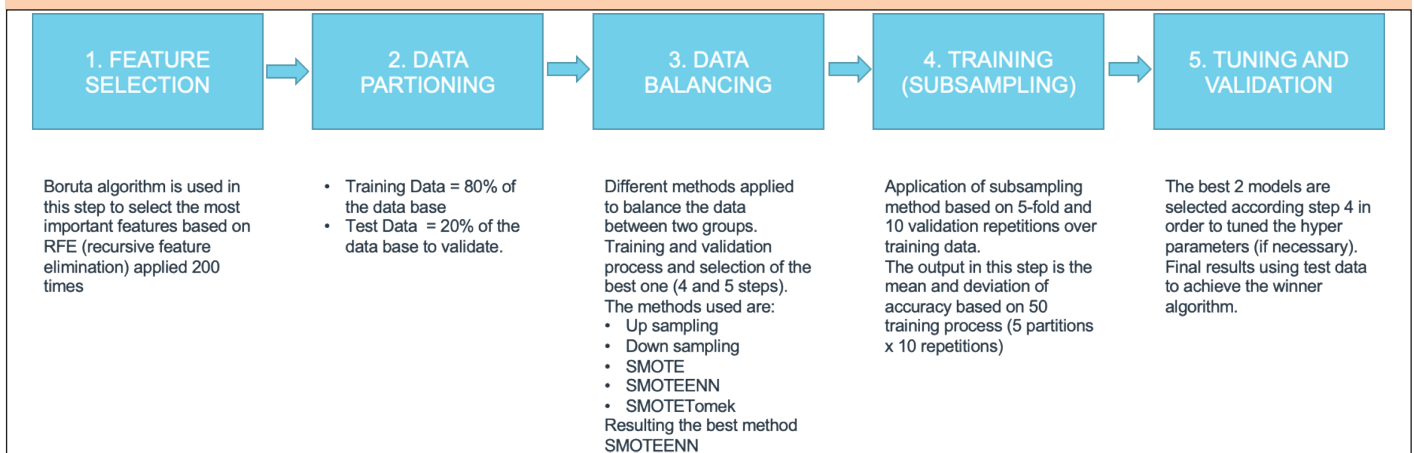 1. FEATURE
SELECTION
2. DATA
PARTIONING
3. DATA
BALANCING
4. TRAINING
(SUBSAMPLING)
5. TUNING AND
VALIDATION
Boruta algorithm is used in
this step to select the most
important features based on
RFE (recursive feature
elimination) applied 200
times
• Training Data = 80% of
the data base
• Test Data = 20% of the
data base to validate.
Different methods applied
to balance the data
between two groups.
Training and validation
process and selection of the
best one (4 and 5 steps).
The methods used are:
• Up sampling
• Down sampling
• SMOTE
• SMOTEENN
• SMOTETomek
Resulting the best method
SMOTEENN
Application of subsampling
method based on 5-fold and
10 validation repetitions over
training data.
The output in this step is the
mean and deviation of
accuracy based on 50
training process (5 partitions
x 10 repetitions)
The best 2 models are
selected according step 4 in
order to tuned the hyper
parameters (if necessary).
Final results using test data
to achieve the winner
algorithm.